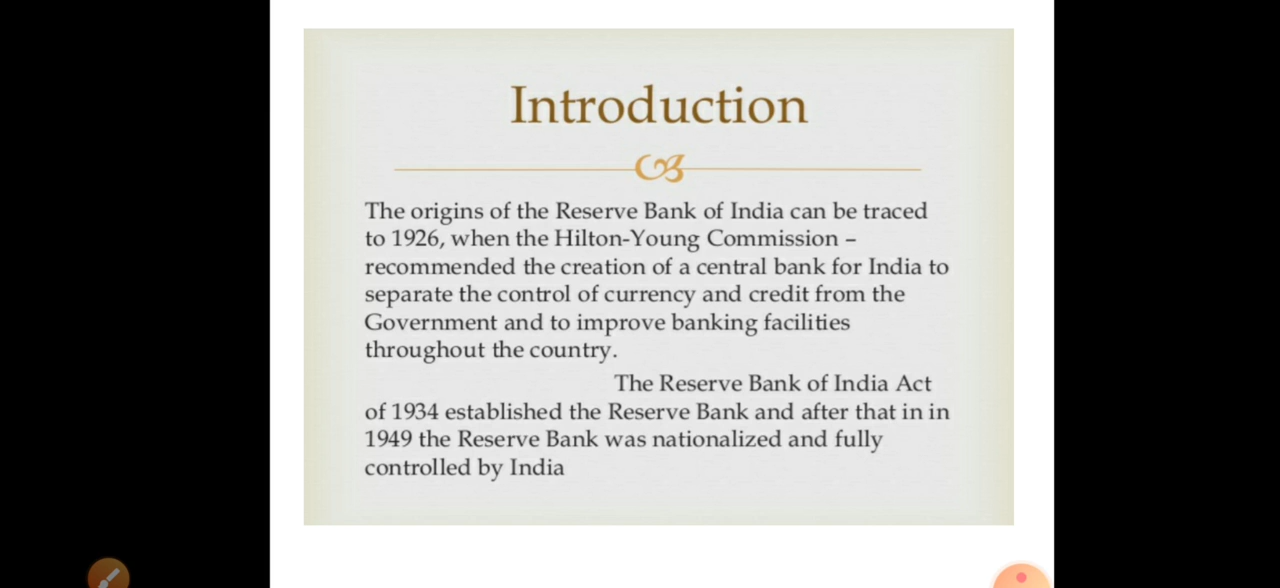 Introduction
The origins of the Reserve Bank of India can be traced
to 1926, when the Hilton-Young Commission –
recommended the creation of a central bank for India to
separate the control of currency and credit from the
Government and to improve banking facilities
throughout the country.
The Reserve Bank of India Act
of 1934 established the Reserve Bank and after that in in
1949 the Reserve Bank was nationalized and fully
controlled by India